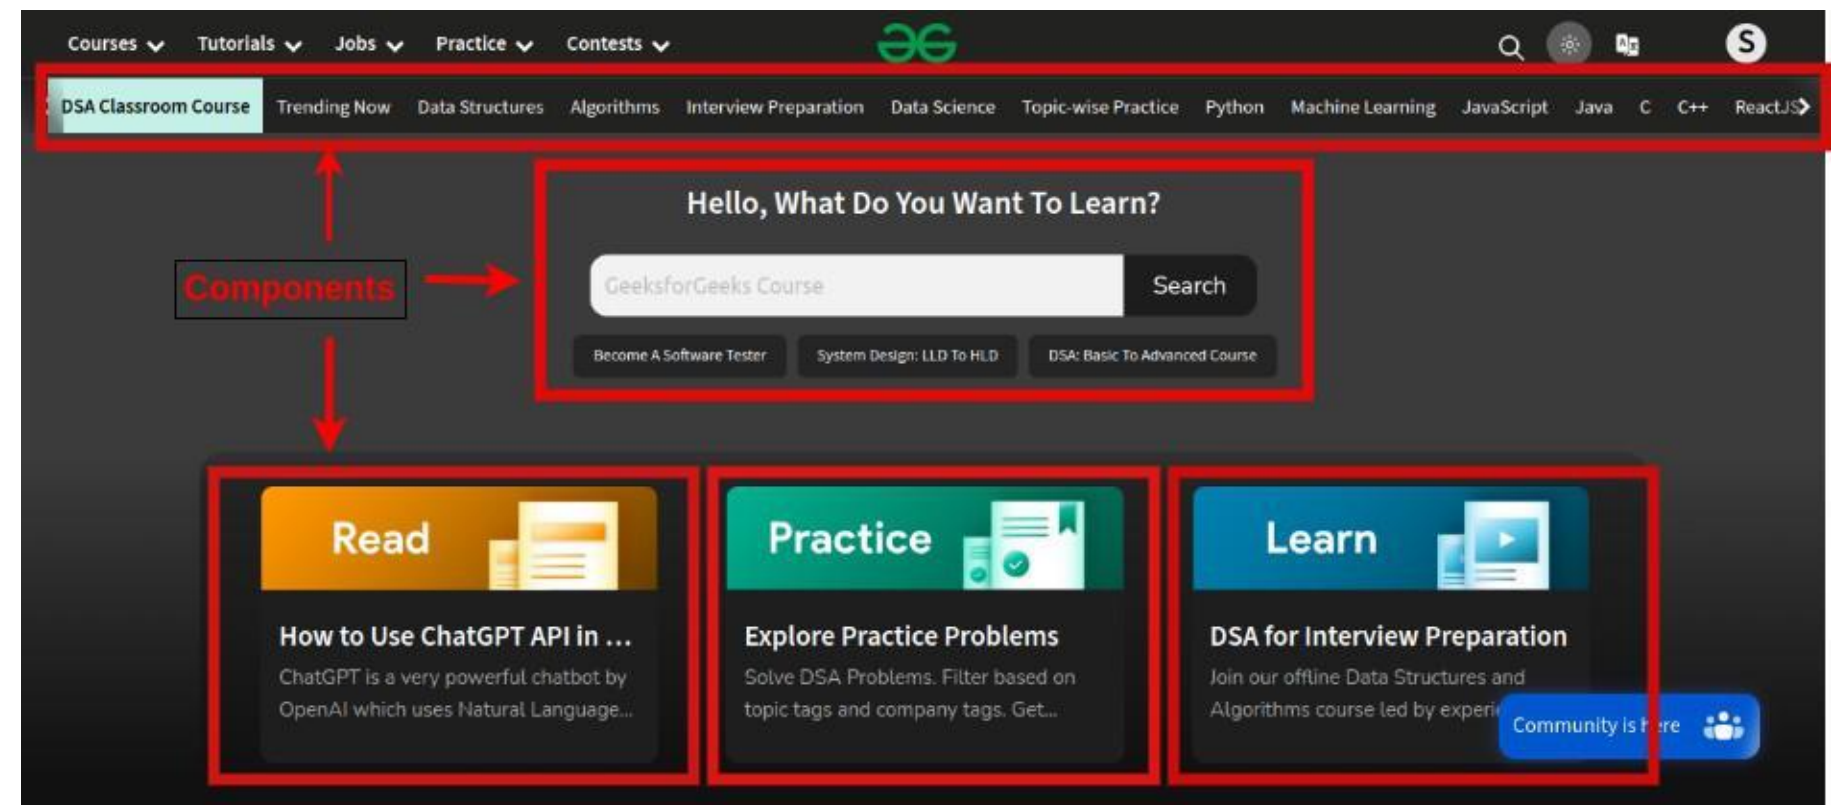 Courses Tutorials Jobs Practice Contests S
DSA Classroom Course Trending Now Data Structures Algorithms Interview Preparation Data Science Topic-wise Practice Python Machine Learning JavaScript Java C C++ ReactJS
Hello, What Do You Want To Learn?
Components
GeeksforGeeks Course Search
Become A Software Tester System Design: LLD To HLD DSA: Basic To Advanced Course
Read Practice Learn
How to Use ChatGPT API in ... Explore Practice Problems DSA for Interview Preparation
ChatGPT is a very powerful chatbot by Solve DSA Problems. Filter based on Join our offline Data Structures and
OpenAI which uses Natural Language... topic tags and company tags. Get... Algorithms course led by
Community is here